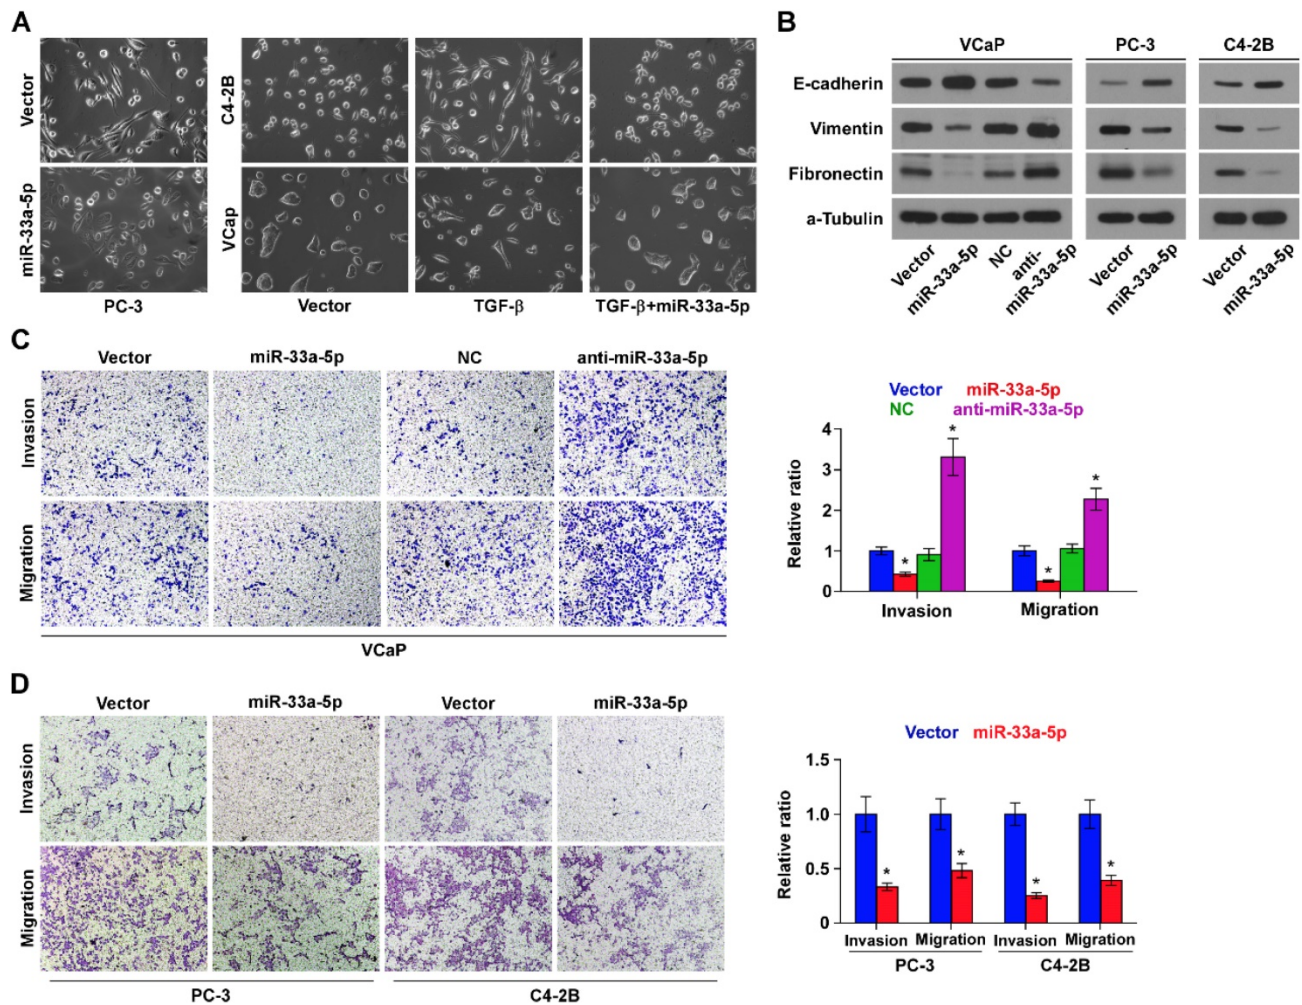 A
Vector
miR-33a-5p
C4-2B
VCap
PC-3
Vector
TGF-β
TGF-β+miR-33a-5p
B
VCaP PC-3 C4-2B
E-cadherin
Vimentin
Fibronectin
a-Tubulin
Vector
miR-33a-5p
NC
anti-
miR-33a-5p
Vector
miR-33a-5p
Vector
miR-33a-5p
C
Vector miR-33a-5p NC anti-miR-33a-5p
Invasion
Migration
VCaP
Vector miR-33a-5p
NC anti-miR-33a-5p
Relative ratio
4
3
2
1
0
* * * *
Invasion Migration
D
Vector miR-33a-5p Vector miR-33a-5p
Invasion
Migration
PC-3 C4-2B
Vector miR-33a-5p
Relative ratio
1.5
1.0
0.5
0
* * * *
Invasion Migration Invasion Migration
PC-3 C4-2B